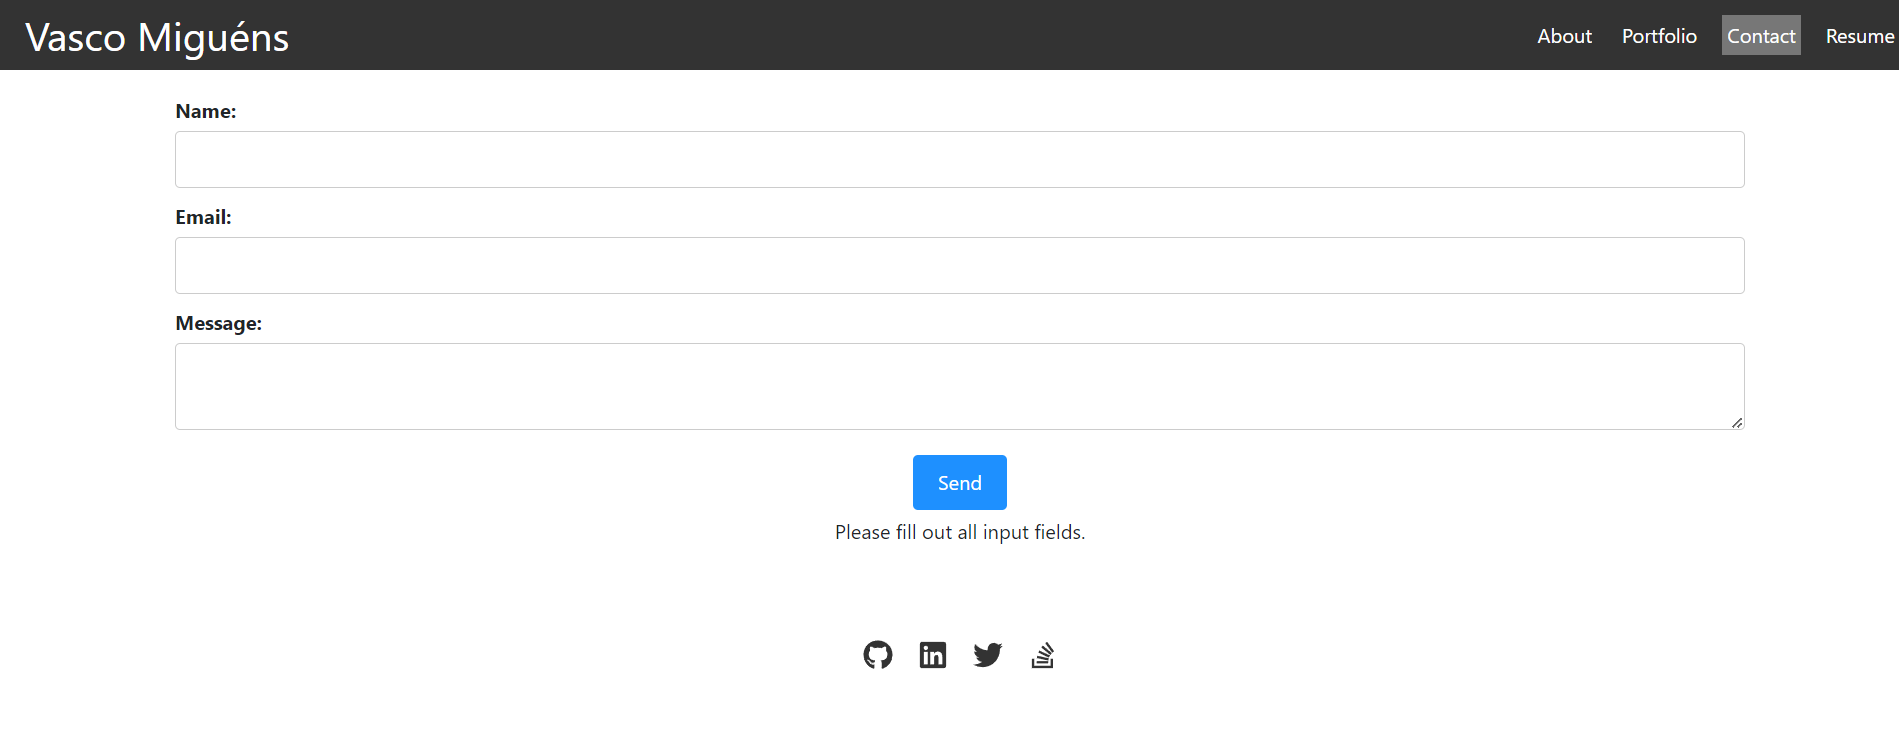 Vasco Miguéns
About Portfolio Contact Resume
Name:
Email:
Message:
Send
Please fill out all input fields.